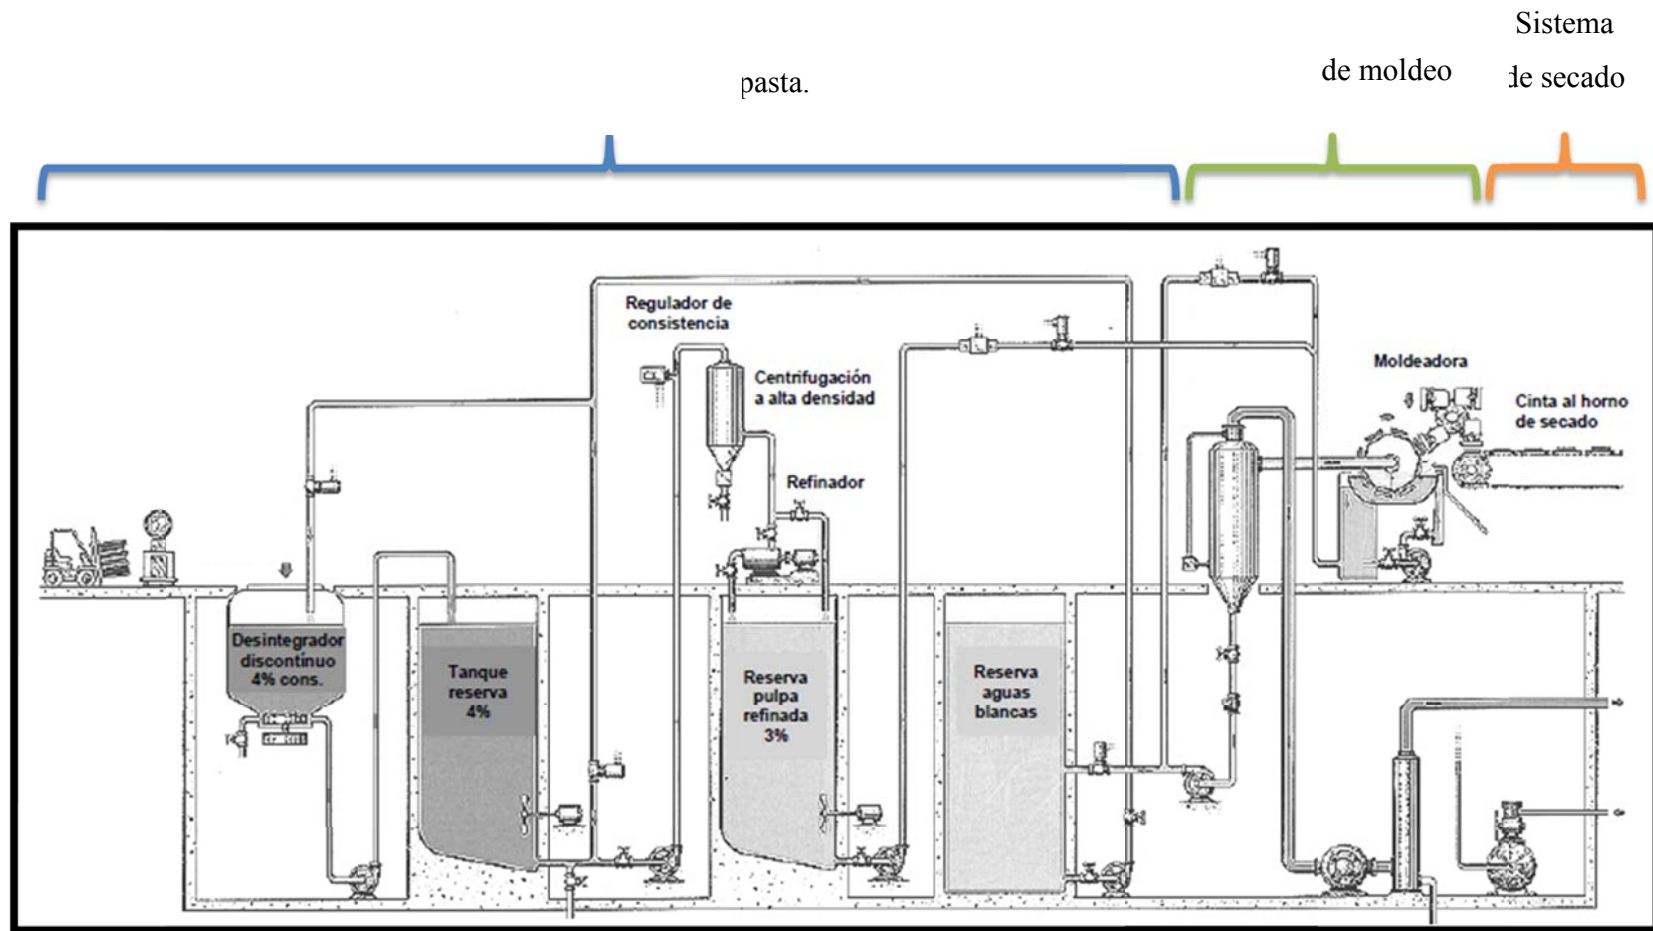 Sistema
pasta.
de moldeo
de secado
Regulador de
consistencia
Centrifugación
a alta densidad
Refinador
Moldeadora
Cinta al horno
de secado
Desintegrador
discontínuo
4% cons.
Tanque
reserva
4%
Reserva
pulpa
refinada
3%
Reserva
aguas
blancas